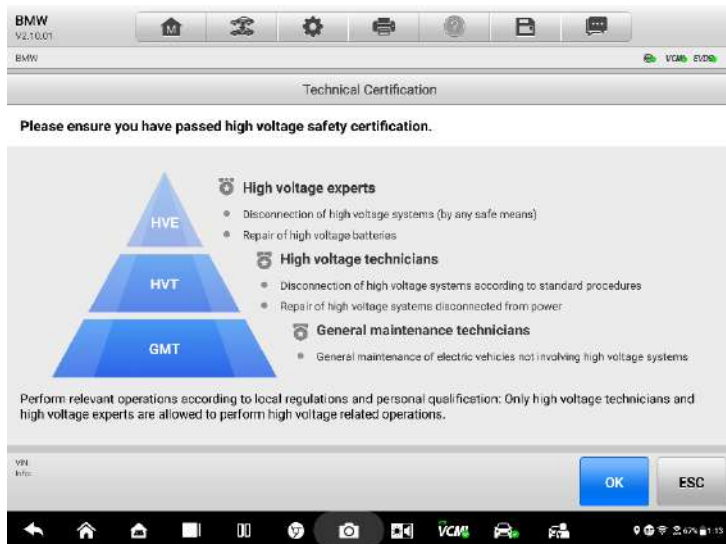 BMW
V2.10.01
M
BMW
VCMI EVDG
Technical Certification
Please ensure you have passed high voltage safety certification.
HVE
High voltage experts
Disconnection of high voltage systems (by any safe means)
Repair of high voltage batteries
HVT
High voltage technicians
Disconnection of high voltage systems according to standard procedures
Repair of high voltage systems disconnected from power
GMT
General maintenance technicians
General maintenance of electric vehicles not involving high voltage systems
Perform relevant operations according to local regulations and personal qualification: Only high voltage technicians and
high voltage experts are allowed to perform high voltage related operations.
VIN
Info:
OK
ESC
VCMI
67% 1:13